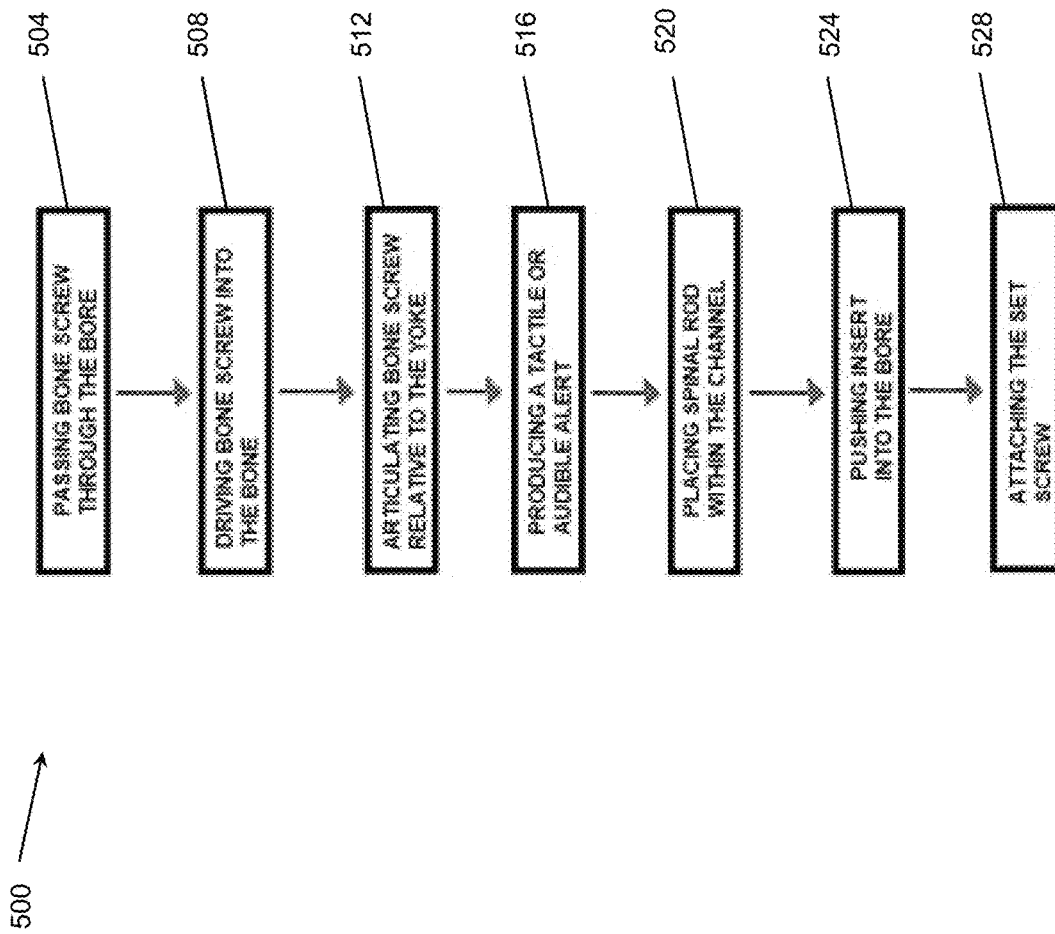 500
504
PASSING BONE SCREW
THROUGH THE BORE
508
DRIVING BONE SCREW INTO
THE BONE
512
ARTICULATING BONE SCREW
RELATIVE TO THE YOKE
516
PRODUCING A TACTILE OR
AUDIBLE ALERT
520
PLACING SPINAL ROD
WITHIN THE CHANNEL
524
PUSHING INSERT
INTO THE BORE
528
ATTACHING THE SET
SCREW